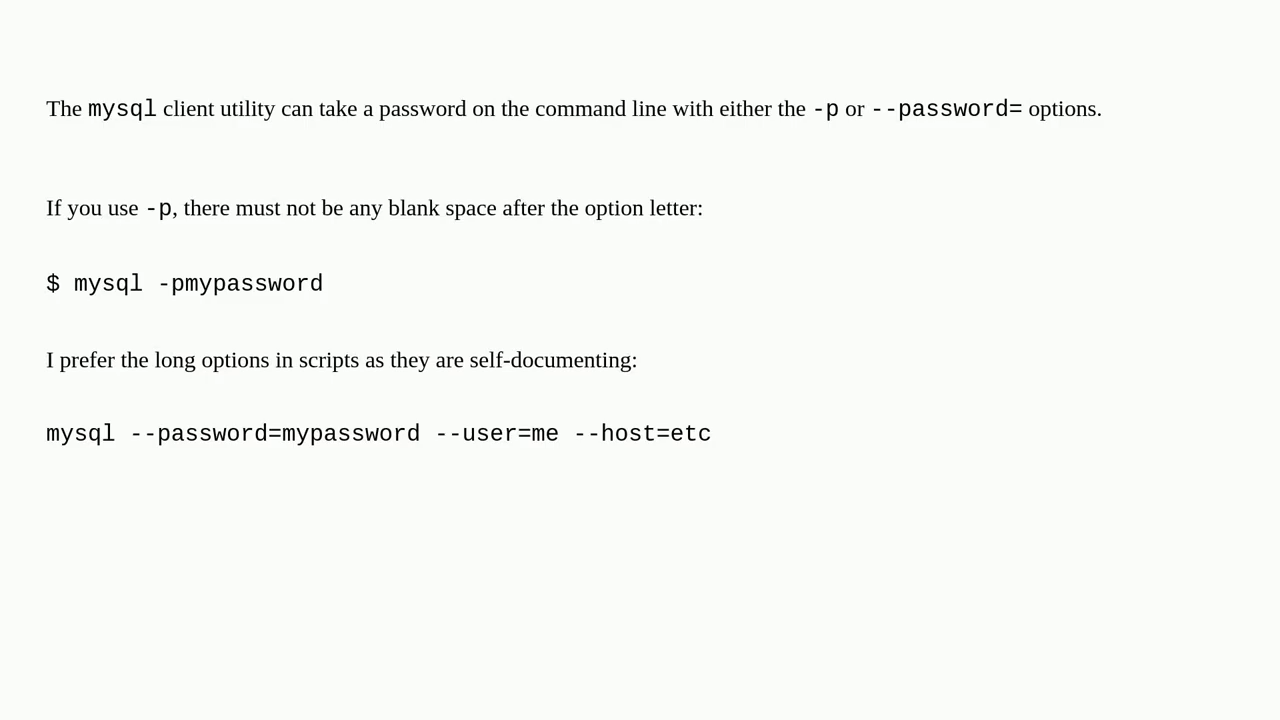 The mysql client utility can take a password on the command line with either the -p or --password= options.
If you use -p, there must not be any blank space after the option letter:
$ mysql -pmypassword
I prefer the long options in scripts as they are self-documenting:
mysql --password=mypassword --user=me --host=etc